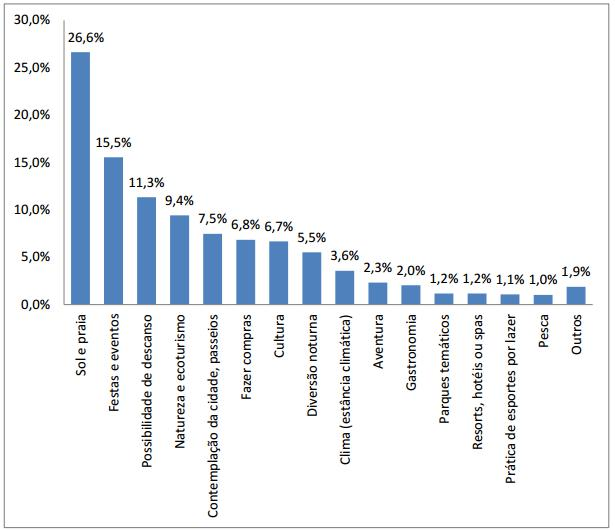 30,0%
25,0%
20,0%
15,0%
10,0%
5,0%
0,0%
26,6%
15,5%
11,3%
9,4%
7,5%
6,8%
6,7%
5,5%
3,6%
2,3%
2,0%
1,2%
1,2%
1,1%
1,0%
1,9%
Sol e praia
Festas e eventos
Possibilidade de descanso
Natureza e ecoturismo
Contemplação da cidade, passeios
Fazer compras
Cultura
Diversão noturna
Clima (estância climática)
Aventura
Gastronomia
Parques temáticos
Resorts, hotéis ou spas
Prática de esportes por lazer
Pesca
Outros